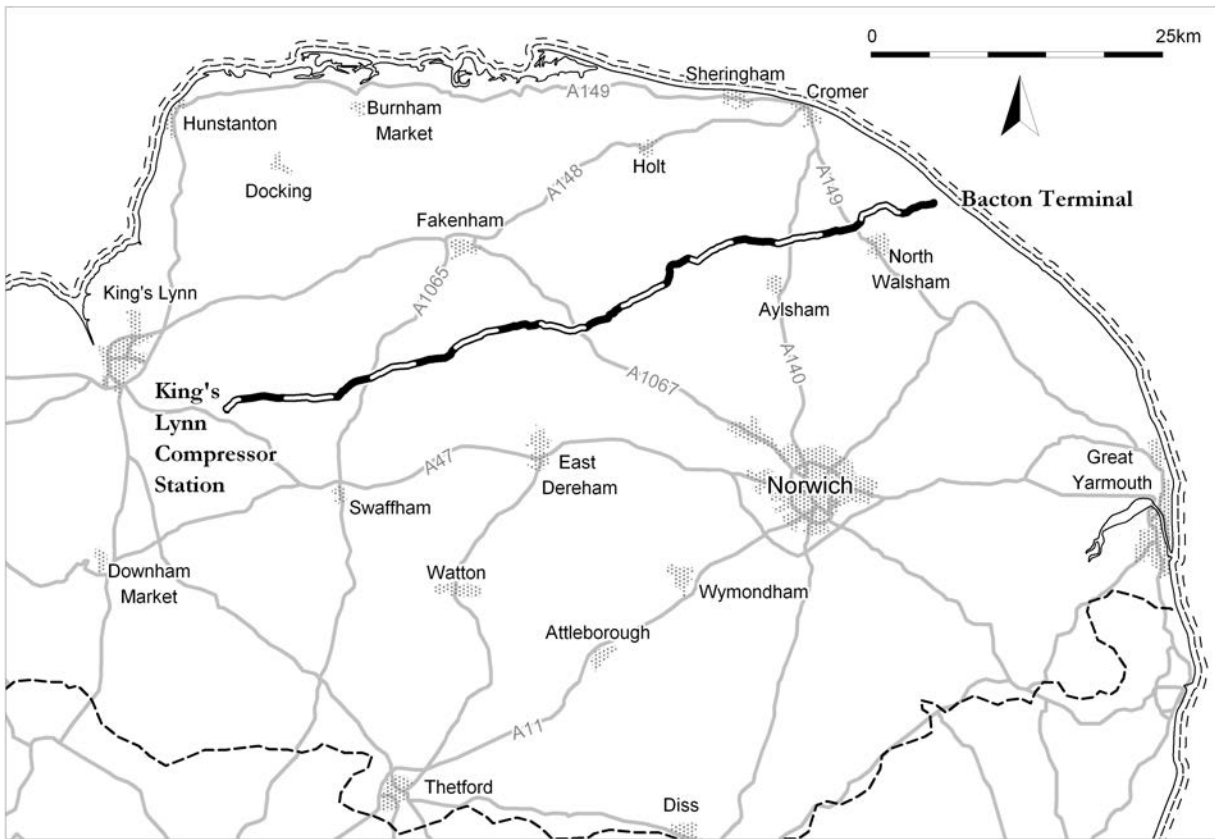 0
25km
Sheringham
Cromer
A149
Hunstanton
Burnham
Market
Holt
Docking
A148
A149
Bacton Terminal
Fakenham
North
Walsham
A1065
King's Lynn
Aylsham
A140
A1067
King's
Lynn
Compressor
Station
A47
East
Dereham
Great
Yarmouth
Norwich
Swaffham
Downham
Market
Watton
Wymondham
Attleborough
A11
Thetford
Diss